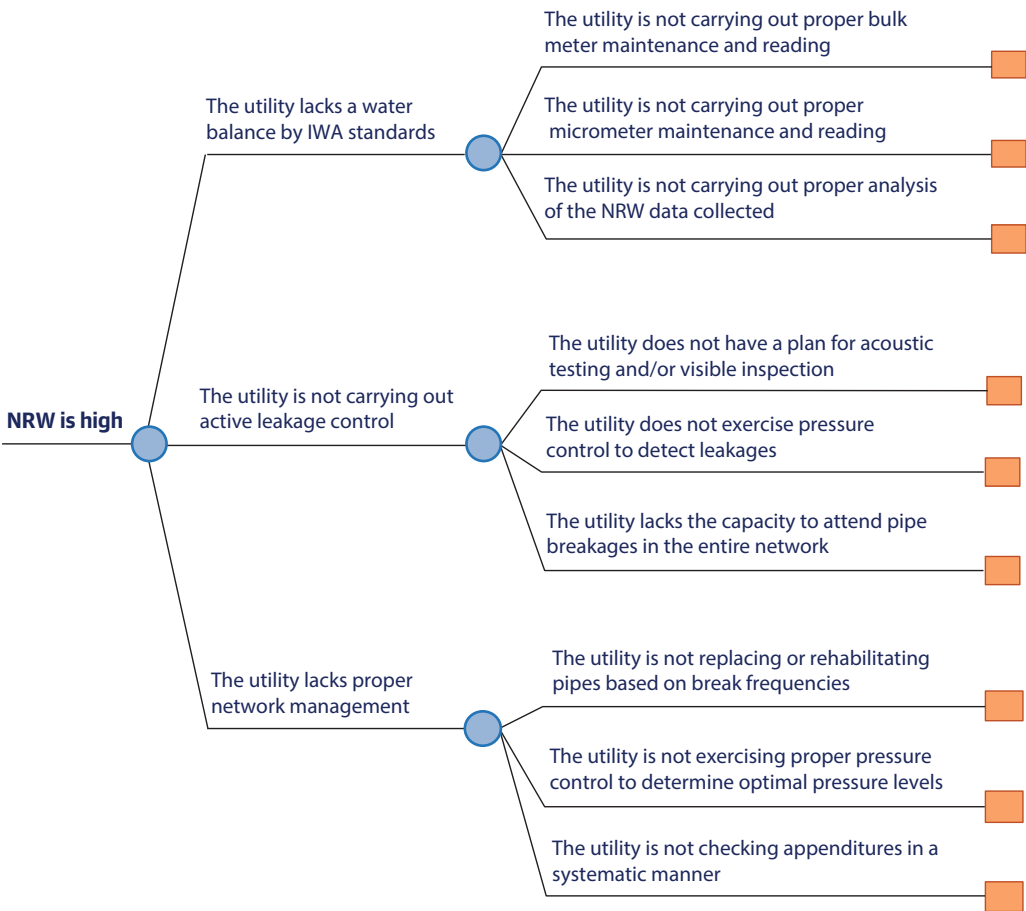 NRW is high
The utility lacks a water
balance by IWA standards
The utility is not carrying out proper bulk
meter maintenance and reading
The utility is not carrying out proper
micrometer maintenance and reading
The utility is not carrying out proper analysis
of the NRW data collected
The utility is not carrying out
active leakage control
The utility does not have a plan for acoustic
testing and/or visible inspection
The utility does not exercise pressure
control to detect leakages
The utility lacks the capacity to attend pipe
breakages in the entire network
The utility lacks proper
network management
The utility is not replacing or rehabilitating
pipes based on break frequencies
The utility is not exercising proper pressure
control to determine optimal pressure levels
The utility is not checking appenditures in a
systematic manner